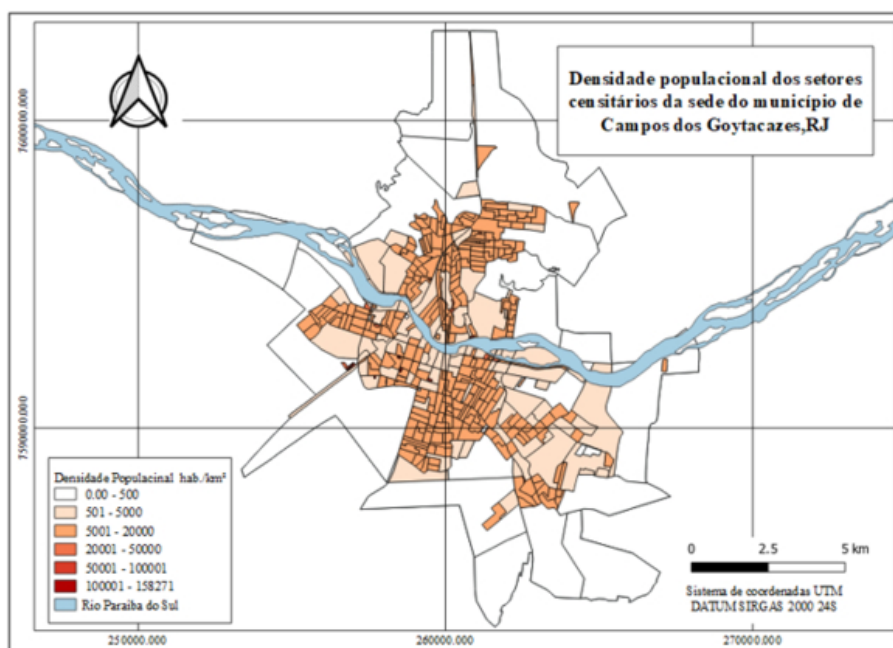 Densidade populacional dos setores
censitários da sede do município de
Campos dos Goytacazes,RJ
7600000.000
7590000.000
Densidade Populacinal hab./km²
0.00 - 500
501 - 5000
5001 - 20000
20001 - 50000
50001 - 100001
100001 - 158271
Rio Paraiba do Sul
0 2.5 5 km
Sistema de coordenadas UTM
DATUM SIRGAS 2000 24S
250000.000 260000.000 270000.000